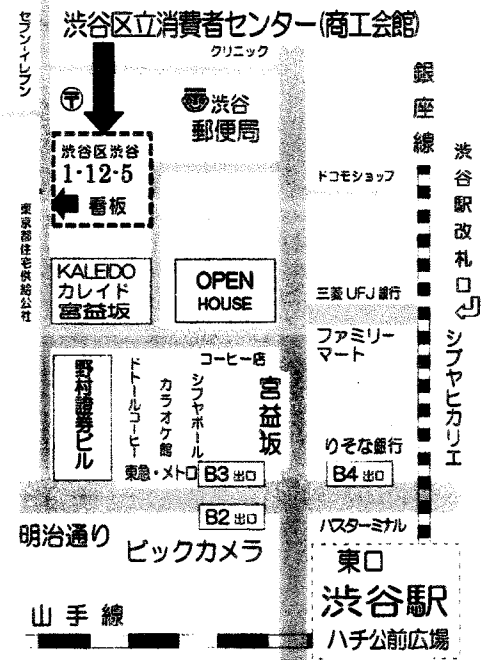 渋谷区立消費者センター(商工会館)
セブン-イレブン
クリニック
〒
渋谷
郵便局
銀座線
渋谷区渋谷
1-12-5
看板
ドコモショップ
渋谷駅改札口
東京都住宅供給公社
KALEIDO
カレイド
宮益坂
OPEN
HOUSE
三菱UFJ銀行
ファミリー
マート
シブヤヒカリエ
コーヒー店
野村證券ビル
ドトールコーヒー
カラオケ館
シブヤボール
宮益坂
りそな銀行
東急・メトロ
B3 出口
B4 出口
B2 出口
バスターミナル
明治通り
ビックカメラ
東口
渋谷駅
ハチ公前広場
山手線